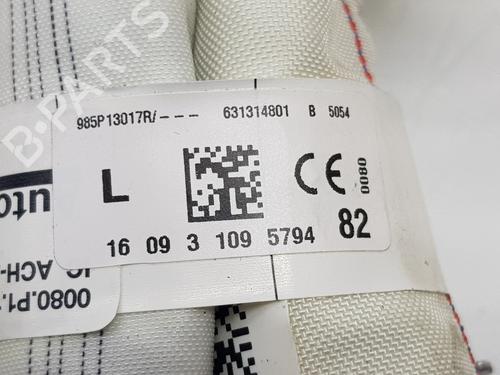 B-PARTS
985P13017R/--- 631314801 B 5054
L
CE
0080
16 09 3 109 5794 82
uto
ACH-
0080.P1.